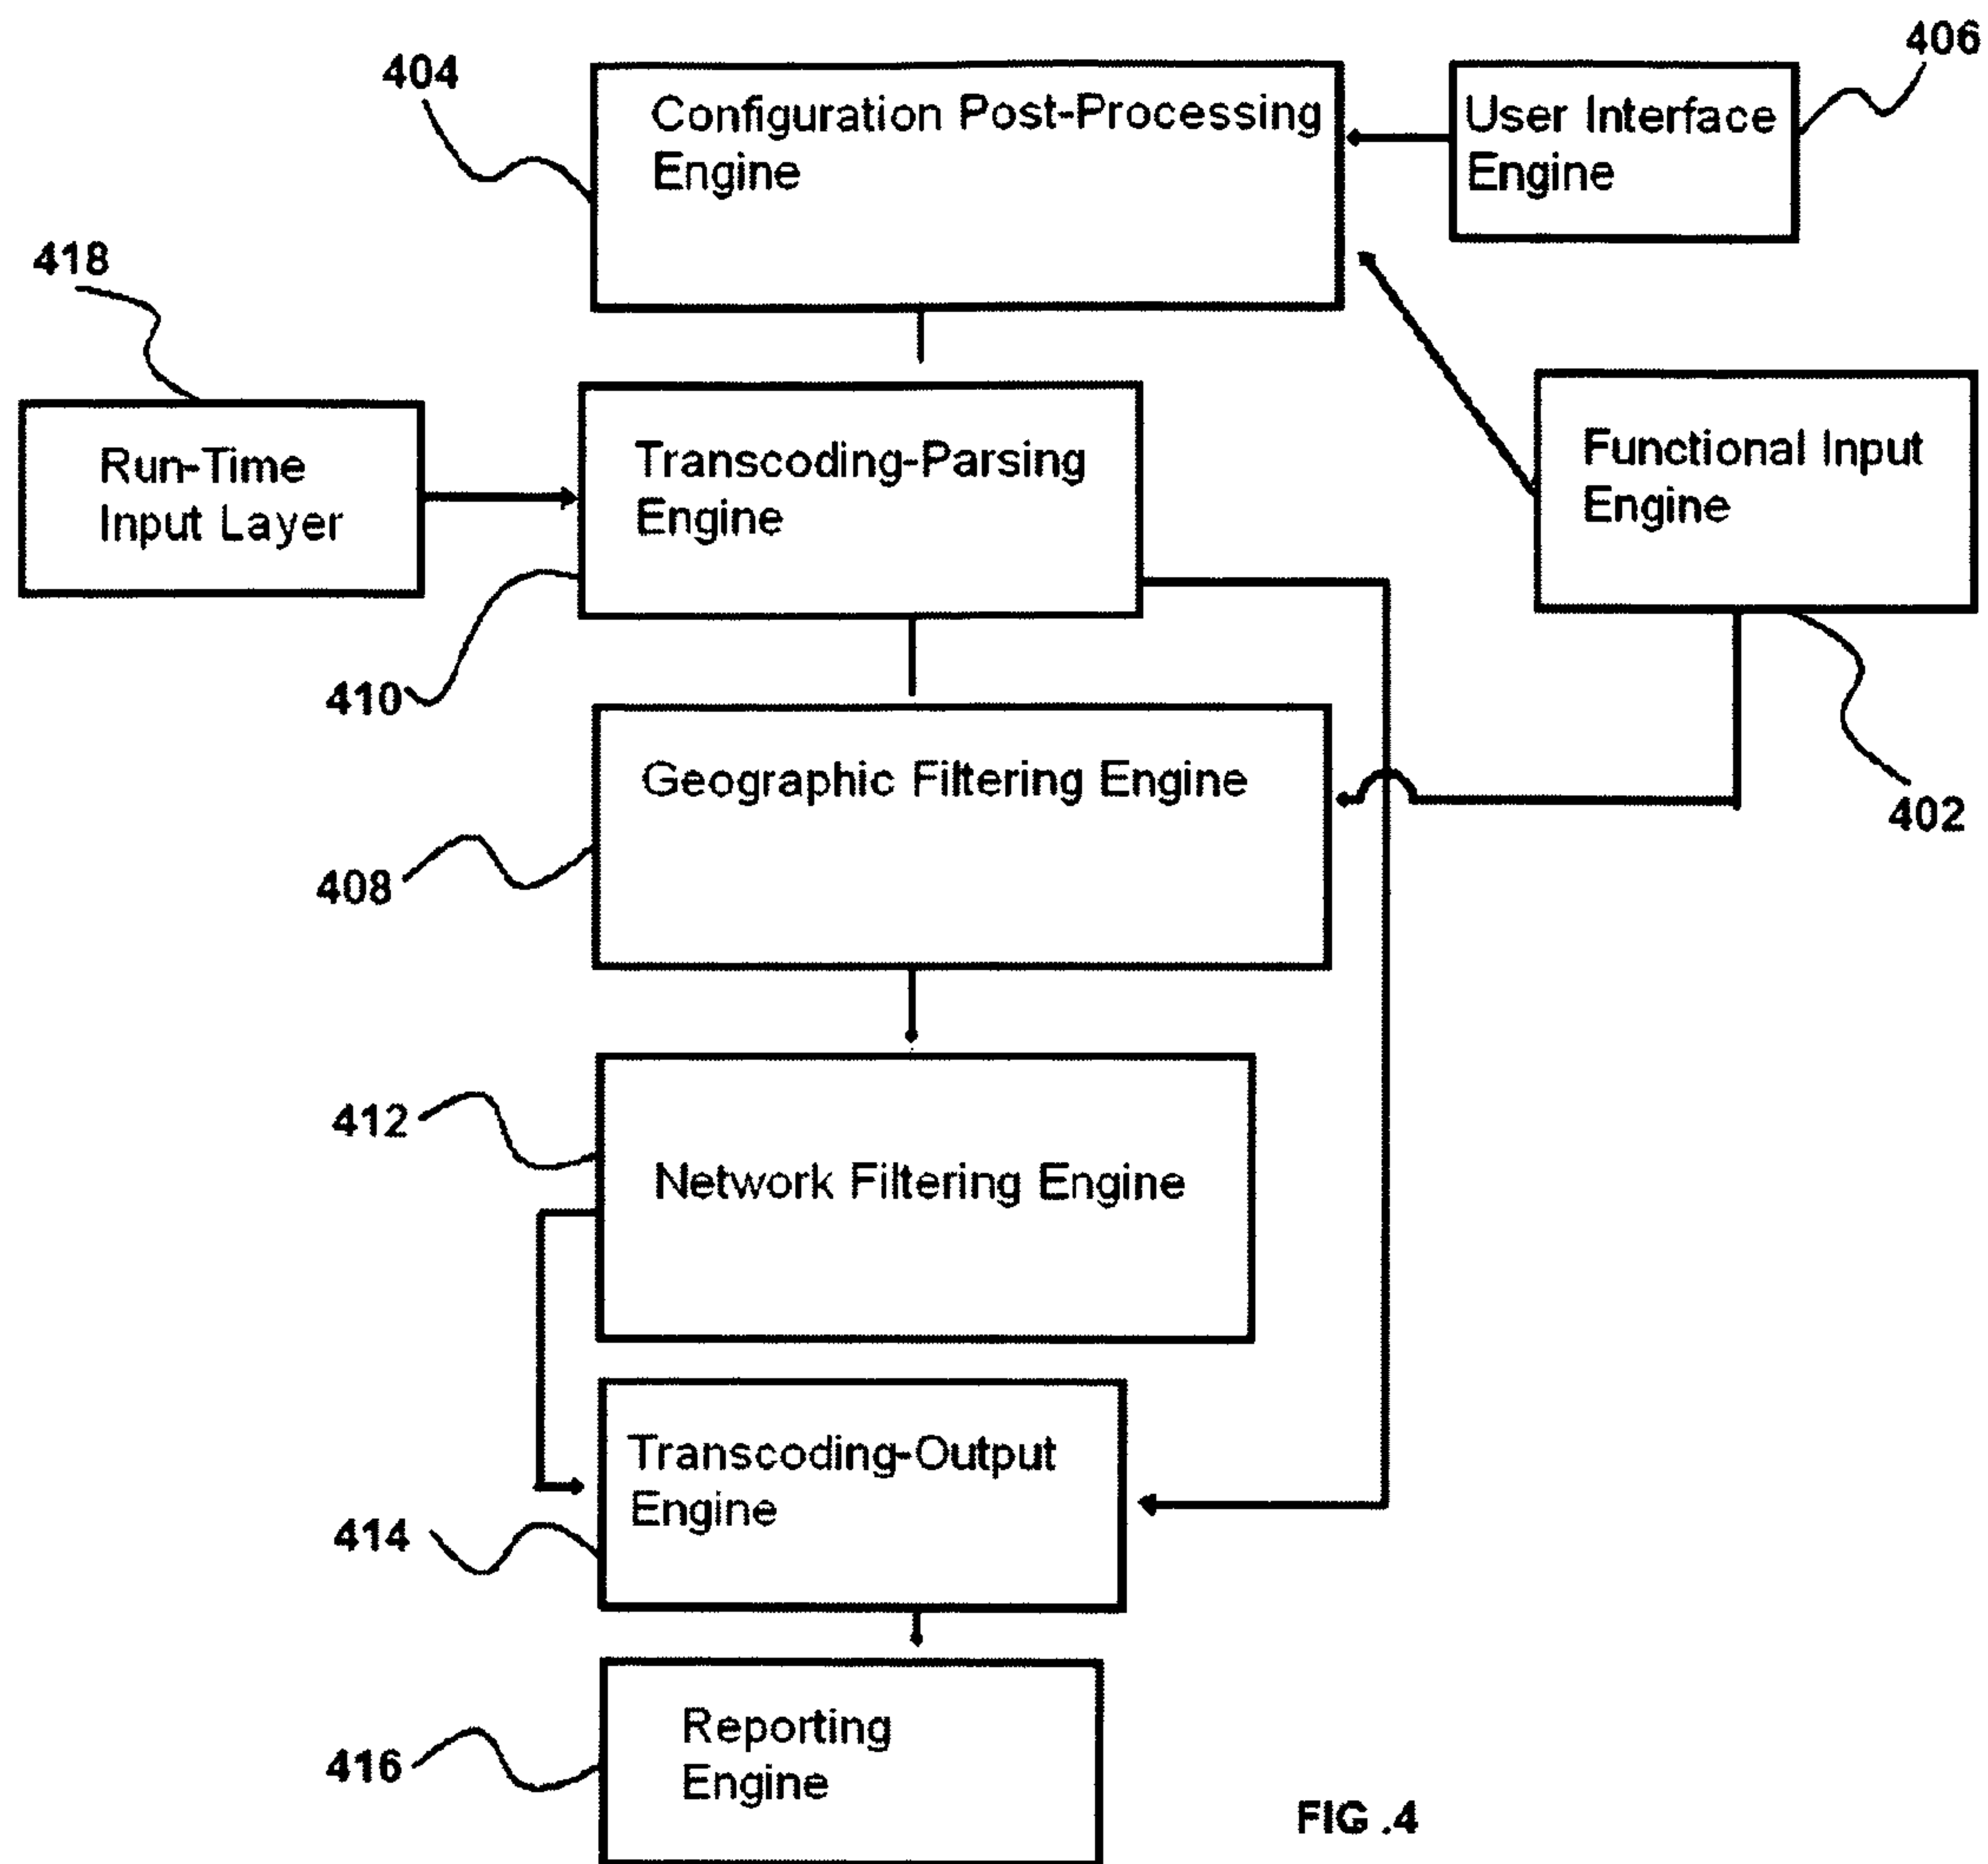 406
404
Configuration Post-Processing
Engine
User Interface
Engine
418
Run-Time
Input Layer
Transcoding-Parsing
Engine
Functional Input
Engine
410
Geographic Filtering Engine
402
408
412
Network Filtering Engine
Transcoding-Output
Engine
414
Reporting
Engine
416
FIG .4